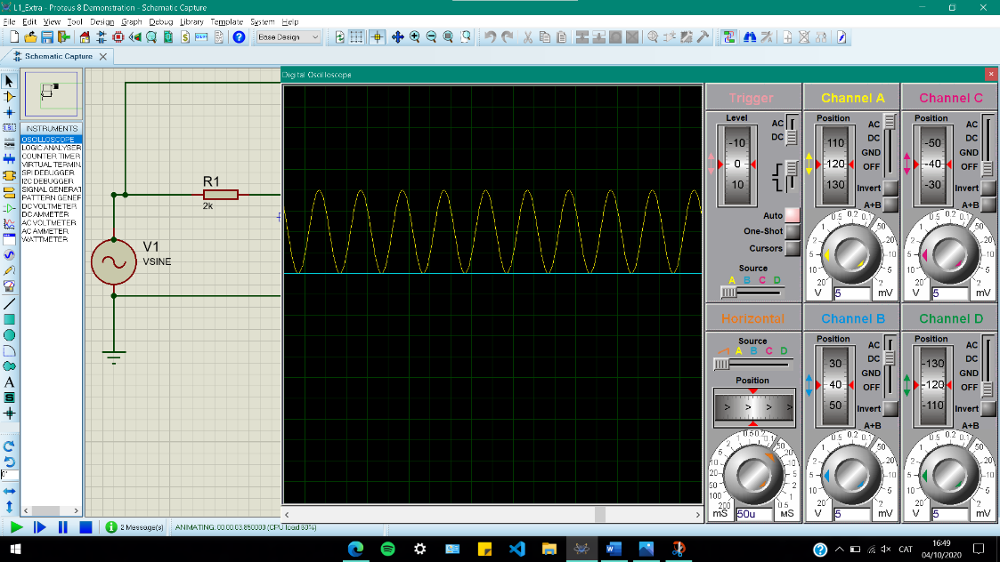 L1_Extra - Proteus 8 Demonstration - Schematic Capture
File Edit View Tool Design Graph Debug Library Template System Help
Base Design
Schematic Capture
Digital Oscilloscope
INSTRUMENTS
OSCILLOSCOPE
LOGIC ANALYSER
COUNTER TIMER
VIRTUAL TERMIN
SPI DEBUGGER
I2C DEBUGGER
SIGNAL GENERAT
PATTERN GENEF
DC VOLTMETER
DC AMMETER
AC VOLTMETER
AC AMMETER
WATTMETER
R1
2k
V1
VSINE
Trigger
Level
AC
DC
-10
0
10
Auto
One-Shot
Cursors
Source
A B C D
Channel A
Position
AC
DC
GND
OFF
110
120
130
Invert
A+B
0.5 0.2 0.1
1 50
2 20
5 10
10 5
20 2
V 5 mV
Channel C
Position
AC
DC
GND
OFF
-50
-40
-30
Invert
A+B
0.5 0.2 0.1
1 50
2 20
5 10
10 5
20 2
V 5 mV
Horizontal
Source
A B C D
Position
> > > >
0.5 0.2 0.1
1 50
2 20
5 10
10 5
20 2
50 1
100 0.5
200
mS 50u µS
Channel B
Position
AC
DC
GND
OFF
30
40
50
Invert
A+B
0.5 0.2 0.1
1 50
2 20
5 10
10 5
20 2
V 5 mV
Channel D
Position
AC
DC
GND
OFF
-130
-120
-110
Invert
A+B
0.5 0.2 0.1
1 50
2 20
5 10
10 5
20 2
V 5 mV
0°
2 Message(s)
ANIMATING: 00:00:03.850000 (CPU load 60%)
CAT
16:49
04/10/2020